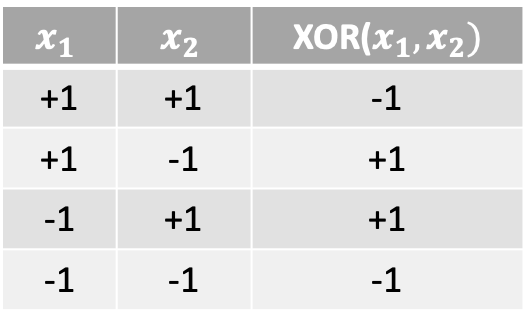 x₁ x₂ XOR(x₁, x₂)
+1 +1 -1
+1 -1 +1
-1 +1 +1
-1 -1 -1